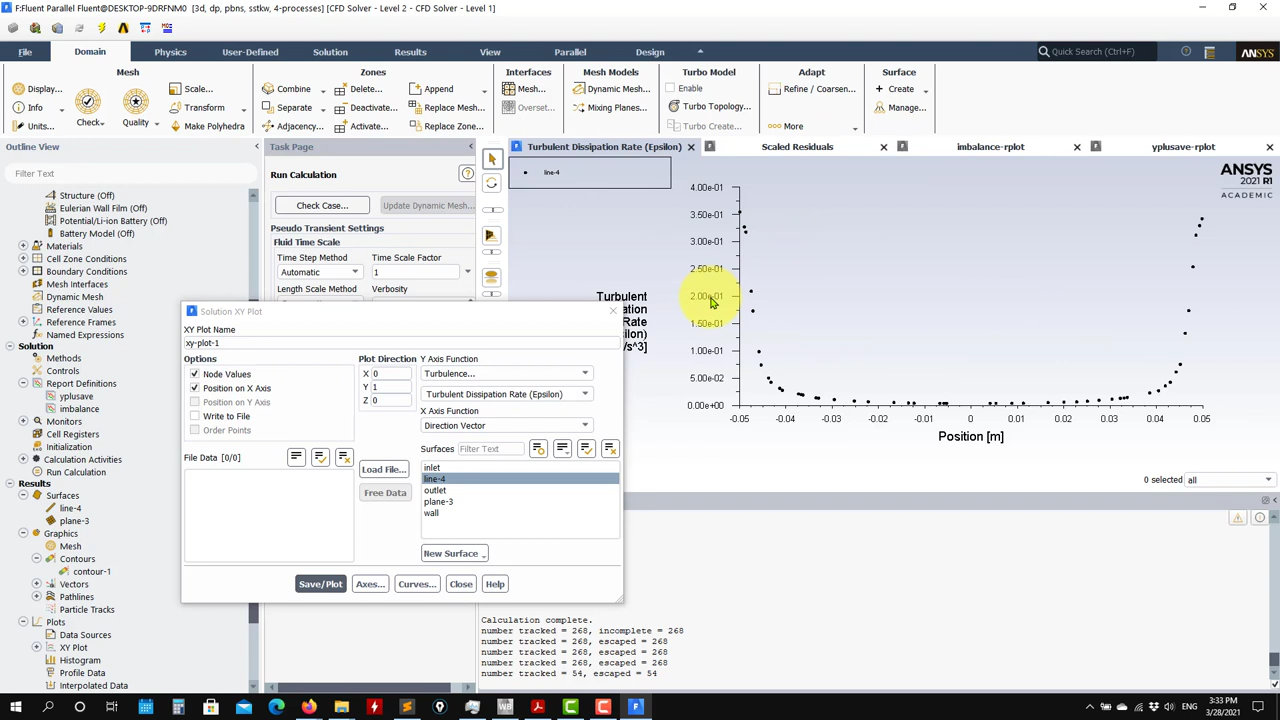 F:Fluent Parallel Fluent@DESKTOP-9DRFNM0 [3d, dp, pbns, sstkw, 4-processes] [CFD Solver - Level 2 - CFD Solver - Level 1]
File Domain Physics User-Defined Solution Results View Parallel Design Quick Search (Ctrl+F) ANSYS
Mesh Zones Interfaces Mesh Models Turbo Model Adapt Surface
Display... Scale... Combine Delete... Append Mesh... Dynamic Mesh... Enable Refine / Coarsen... Create
Info Transform Separate Deactivate... Replace Mesh... Overset... Mixing Planes... Turbo Topology... Manage...
Units... Check Quality Make Polyhedra Adjacency... Activate... Replace Zone... Turbo Create... More
Outline View
Filter Text
Structure (Off)
Eulerian Wall Film (Off)
Potential/Li-ion Battery (Off)
Battery Model (Off)
Materials
Cell Zone Conditions
Boundary Conditions
Mesh Interfaces
Dynamic Mesh
Reference Values
Reference Frames
Named Expressions
Solution
Methods
Controls
Report Definitions
yplusave
imbalance
Monitors
Cell Registers
Initialization
Calculation Activities
Run Calculation
Results
Surfaces
line-4
plane-3
Graphics
Mesh
Contours
contour-1
Vectors
Pathlines
Particle Tracks
Plots
Data Sources
XY Plot
Histogram
Profile Data
Interpolated Data
Task Page
Run Calculation
Check Case... Update Dynamic Mesh...
Pseudo Transient Settings
Fluid Time Scale
Time Step Method Time Scale Factor
Automatic 1
Length Scale Method Verbosity
Solution XY Plot
XY Plot Name
xy-plot-1
Options Plot Direction Y Axis Function
Node Values X 0 Turbulence...
Position on X Axis Y 1
Position on Y Axis Z 0 Turbulent Dissipation Rate (Epsilon)
Write to File X Axis Function
Order Points Direction Vector
File Data [0/0] Surfaces Filter Text
Load File...
Free Data
inlet
line-4
outlet
plane-3
wall
New Surface
Save/Plot Axes... Curves... Close Help
Turbulent Dissipation Rate (Epsilon) Scaled Residuals imbalance-rplot yplusave-rplot
line-4
ANSYS
2021 R1
ACADEMIC
4.00e-01
3.50e-01
3.00e-01
2.50e-01
2.00e-01
1.50e-01
1.00e-01
5.00e-02
0.00e+00
Turbulent
ation
Rate
ilon)
/s^3]
-0.05 -0.04 -0.03 -0.02 -0.01 0 0.01 0.02 0.03 0.04 0.05
Position [m]
0 selected all
Calculation complete.
number tracked = 268, incomplete = 268
number tracked = 268, escaped = 268
number tracked = 268, escaped = 268
number tracked = 268, escaped = 268
number tracked = 54, escaped = 54
ENG 3:33 PM
3/28/2021